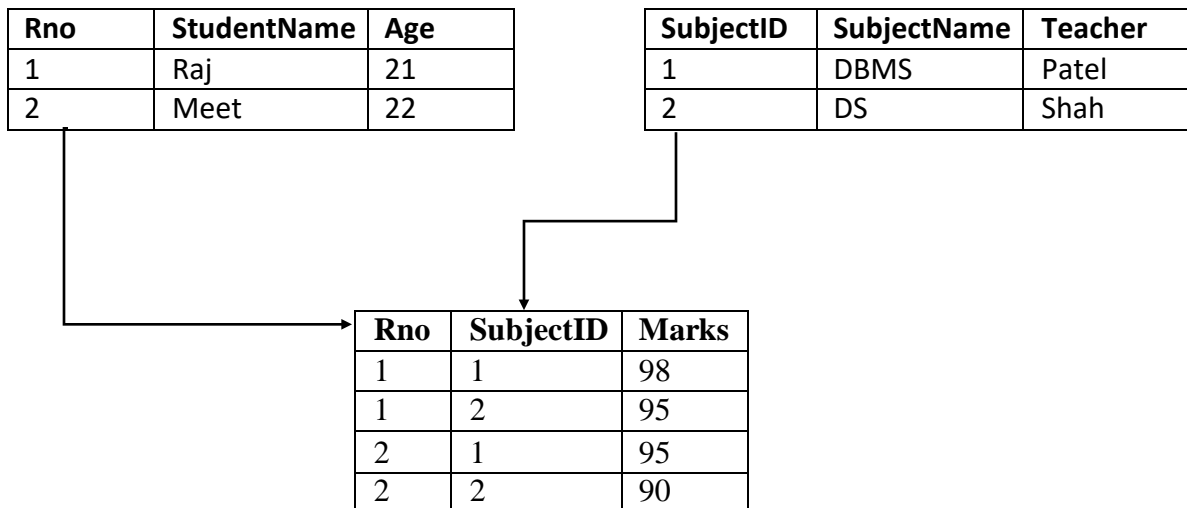 Rno StudentName Age
1 Raj 21
2 Meet 22
SubjectID SubjectName Teacher
1 DBMS Patel
2 DS Shah
Rno SubjectID Marks
1 1 98
1 2 95
2 1 95
2 2 90